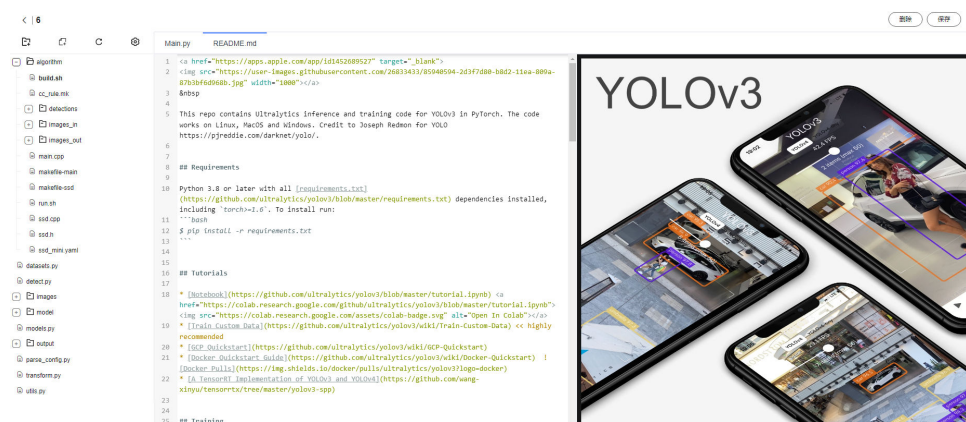 < | 6
删除
保存
Main.py
README.md
algorithm
build.sh
cc_rule.mk
detections
images_in
images_out
main.cpp
makefile-main
makefile-ssd
run.sh
ssd.cpp
ssd.h
ssd_mini.yaml
datasets.py
detect.py
images
model
models.py
output
parse_config.py
transform.py
utils.py
1 <a href="https://apps.apple.com/app/id1452689527" target="_blank">
2 <img src="https://user-images.githubusercontent.com/26833433/85940594-2d3f7d80-b8d2-11ea-809a-
87b3bf6d968b.jpg" width="1000"></a>
3 &nbsp
4
5 This repo contains Ultralytics inference and training code for YOLOv3 in PyTorch. The code
works on Linux, MacOS and Windows. Credit to Joseph Redmon for YOLO
https://pjreddie.com/darknet/yolo/.
6
7
8 ## Requirements
9
10 Python 3.8 or later with all [requirements.txt]
(https://github.com/ultralytics/yolov3/blob/master/requirements.txt) dependencies installed,
including `torch>=1.6`. To install run:
11 ```bash
12 $ pip install -r requirements.txt
13 ```
14
15
16 ## Tutorials
17
18 * [Notebook](https://github.com/ultralytics/yolov3/blob/master/tutorial.ipynb) <a
href="https://colab.research.google.com/github/ultralytics/yolov3/blob/master/tutorial.ipynb">
<img src="https://colab.research.google.com/assets/colab-badge.svg" alt="Open In Colab"></a>
19 * [Train Custom Data](https://github.com/ultralytics/yolov3/wiki/Train-Custom-Data) << highly
recommended
20 * [GCP Quickstart](https://github.com/ultralytics/yolov3/wiki/GCP-Quickstart)
21 * [Docker Quickstart Guide](https://github.com/ultralytics/yolov3/wiki/Docker-Quickstart) !
[Docker Pulls](https://img.shields.io/docker/pulls/ultralytics/yolov3?logo=docker)
22 * [A TensorRT Implementation of YOLOv3 and YOLOv4](https://github.com/wang-
xinyu/tensorrtx/tree/master/yolov3-spp)
23
24
25 ## Training
YOLOv3
YOLOv3
19:02
YOLOv4
42.4 FPS